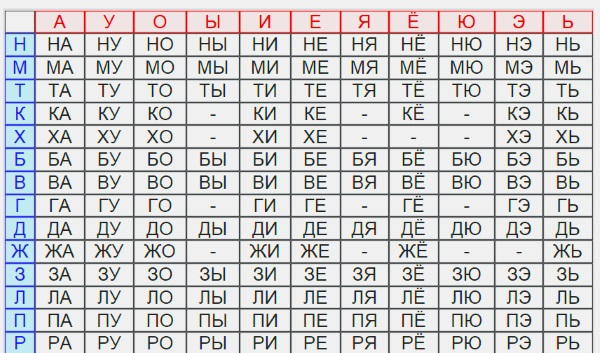 А У О Ы И Е Я Ё Ю Э Ь
Н НА НУ НО НЫ НИ НЕ НЯ НЁ НЮ НЭ НЬ
М МА МУ МО МЫ МИ МЕ МЯ МЁ МЮ МЭ МЬ
Т ТА ТУ ТО ТЫ ТИ ТЕ ТЯ ТЁ ТЮ ТЭ ТЬ
К КА КУ КО - КИ КЕ - КЁ - КЭ КЬ
Х ХА ХУ ХО - ХИ ХЕ - - - ХЭ ХЬ
Б БА БУ БО БЫ БИ БЕ БЯ БЁ БЮ БЭ БЬ
В ВА ВУ ВО ВЫ ВИ ВЕ ВЯ ВЁ ВЮ ВЭ ВЬ
Г ГА ГУ ГО - ГИ ГЕ - ГЁ - ГЭ ГЬ
Д ДА ДУ ДО ДЫ ДИ ДЕ ДЯ ДЁ ДЮ ДЭ ДЬ
Ж ЖА ЖУ ЖО - ЖИ ЖЕ - ЖЁ - - ЖЬ
З ЗА ЗУ ЗО ЗЫ ЗИ ЗЕ ЗЯ ЗЁ ЗЮ ЗЭ ЗЬ
Л ЛА ЛУ ЛО ЛЫ ЛИ ЛЕ ЛЯ ЛЁ ЛЮ ЛЭ ЛЬ
П ПА ПУ ПО ПЫ ПИ ПЕ ПЯ ПЁ ПЮ ПЭ ПЬ
Р РА РУ РО РЫ РИ РЕ РЯ РЁ РЮ РЭ РЬ